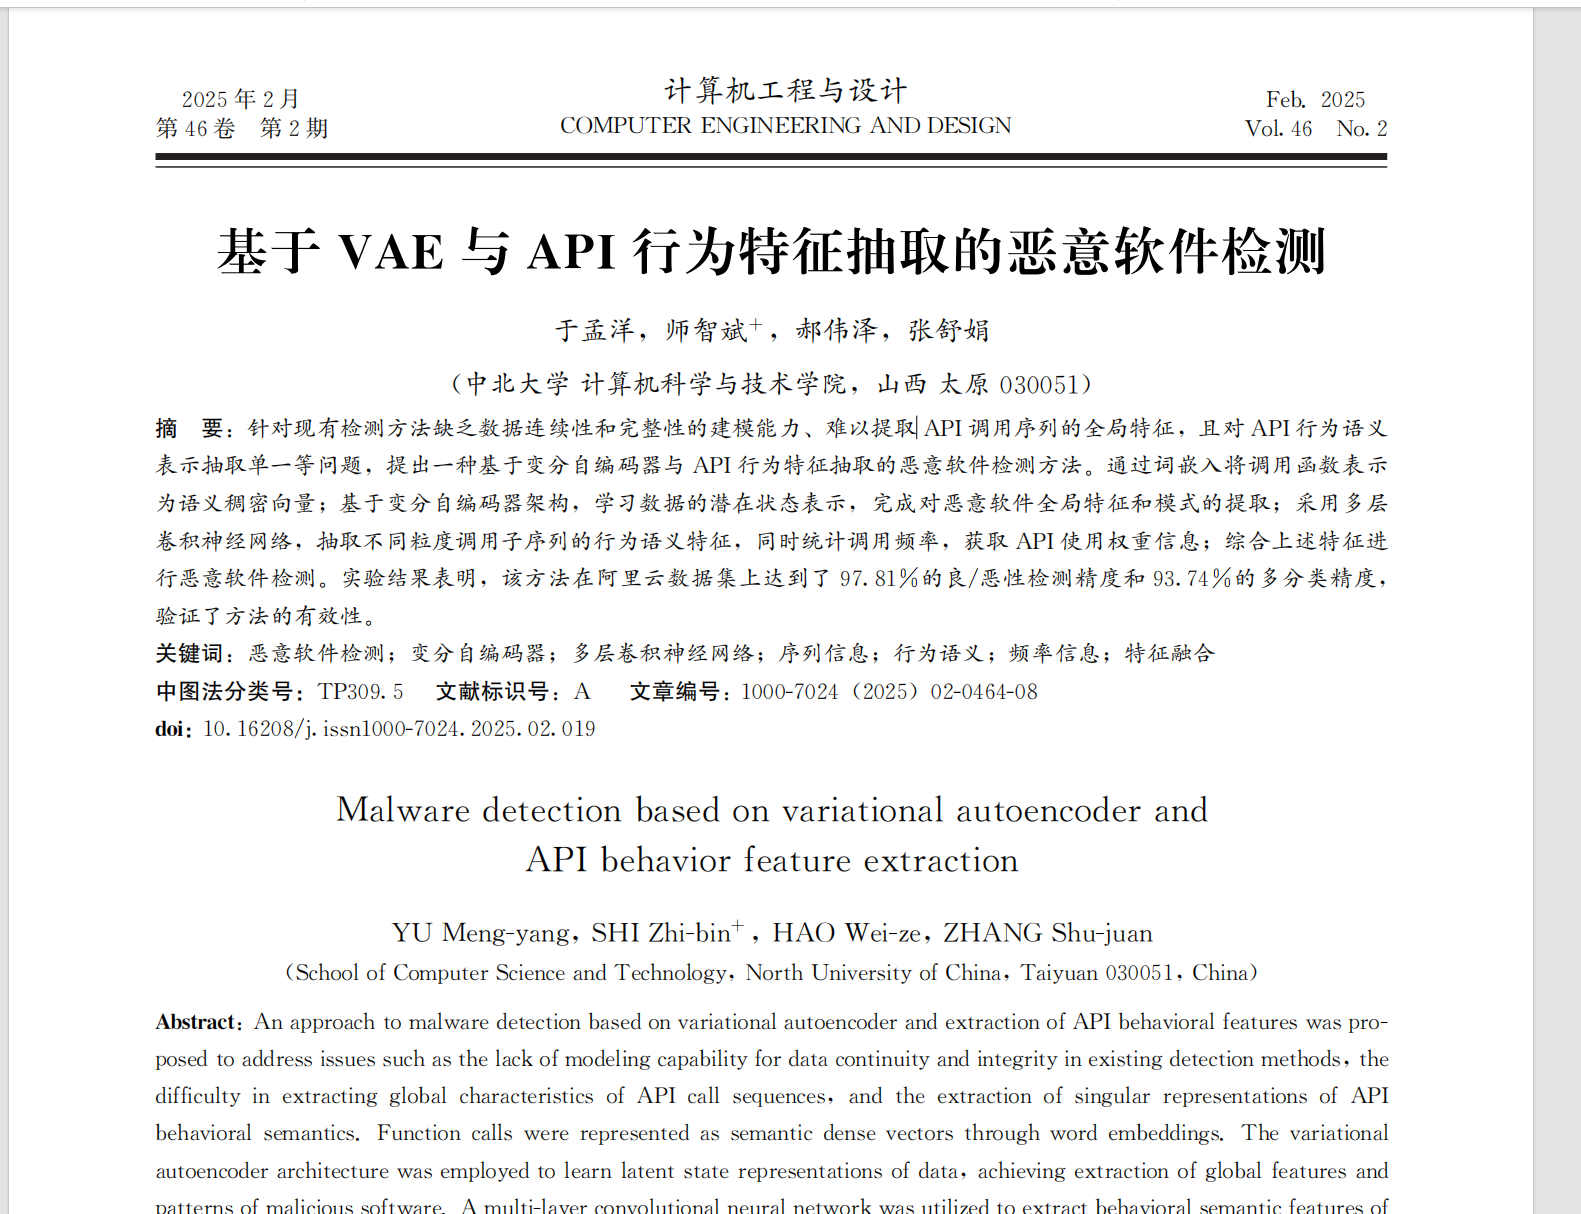 2025 年 2 月
第 46 卷 第 2 期
计算机工程与设计
COMPUTER ENGINEERING AND DESIGN
Feb. 2025
Vol. 46 No. 2
基于 VAE 与 API 行为特征抽取的恶意软件检测
于孟洋，师智斌+，郝伟泽，张舒娟
（中北大学 计算机科学与技术学院，山西 太原 030051）
摘 要：针对现有检测方法缺乏数据连续性和完整性的建模能力、难以提取 API 调用序列的全局特征，且对 API 行为语义
表示抽取单一等问题，提出一种基于变分自编码器与 API 行为特征抽取的恶意软件检测方法。通过词嵌入将调用函数表示
为语义稠密向量；基于变分自编码器架构，学习数据的潜在状态表示，完成对恶意软件全局特征和模式的提取；采用多层
卷积神经网络，抽取不同粒度调用子序列的行为语义特征，同时统计调用频率，获取 API 使用权重信息；综合上述特征进
行恶意软件检测。实验结果表明，该方法在阿里云数据集上达到了 97.81%的良/恶性检测精度和 93.74%的多分类精度，
验证了方法的有效性。
关键词：恶意软件检测；变分自编码器；多层卷积神经网络；序列信息；行为语义；频率信息；特征融合
中图法分类号：TP309.5 文献标识号：A 文章编号：1000-7024（2025）02-0464-08
doi：10.16208/j.issn1000-7024.2025.02.019
Malware detection based on variational autoencoder and
API behavior feature extraction
YU Meng-yang，SHI Zhi-bin+，HAO Wei-ze，ZHANG Shu-juan
（School of Computer Science and Technology，North University of China，Taiyuan 030051，China）
Abstract：An approach to malware detection based on variational autoencoder and extraction of API behavioral features was pro-
posed to address issues such as the lack of modeling capability for data continuity and integrity in existing detection methods，the
difficulty in extracting global characteristics of API call sequences，and the extraction of singular representations of API
behavioral semantics. Function calls were represented as semantic dense vectors through word embeddings. The variational
autoencoder architecture was employed to learn latent state representations of data，achieving extraction of global features and
patterns of malicious software. A multi-layer convolutional neural network was utilized to extract behavioral semantic features of